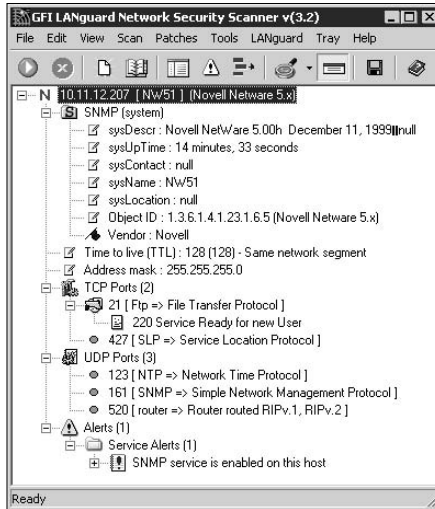 GFI LANguard Network Security Scanner v(3.2)
File Edit View Scan Patches Tools LANguard Tray Help
N 10.11.12.207 [ NW51 ] (Novell Netware 5.x)
S SNMP (system)
sysDescr : Novell NetWare 5.00h December 11, 1999||null
sysUpTime : 14 minutes, 33 seconds
sysContact : null
sysName : NW51
sysLocation : null
Object ID : 1.3.6.1.4.1.23.1.6.5 (Novell Netware 5.x)
Vendor : Novell
Time to live (TTL) : 128 (128) - Same network segment
Address mask : 255.255.255.0
TCP Ports (2)
21 [ Ftp => File Transfer Protocol ]
220 Service Ready for new User
427 [ SLP => Service Location Protocol ]
UDP Ports (3)
123 [ NTP => Network Time Protocol ]
161 [ SNMP => Simple Network Management Protocol ]
520 [ router => Router routed RIPv.1, RIPv.2 ]
Alerts (1)
Service Alerts (1)
SNMP service is enabled on this host
Ready